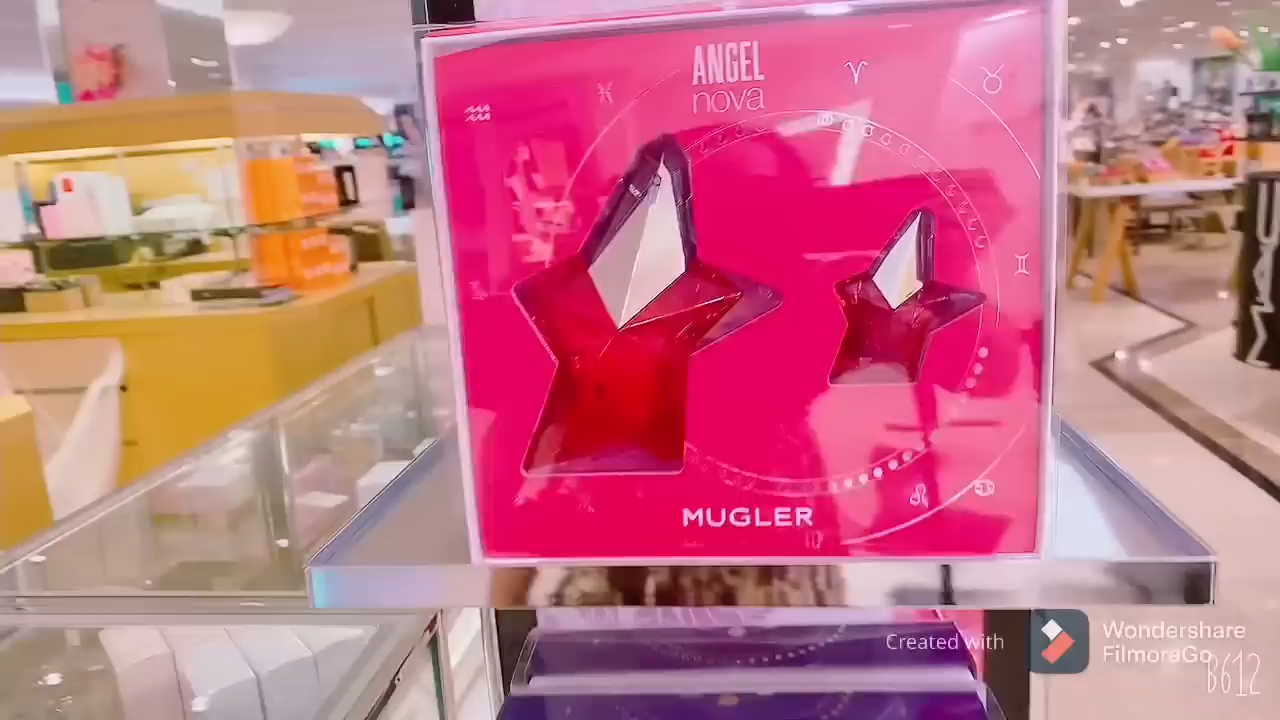 ANGEL
nova
MUGLER
Created with
Wondershare
FilmoraGo
B612